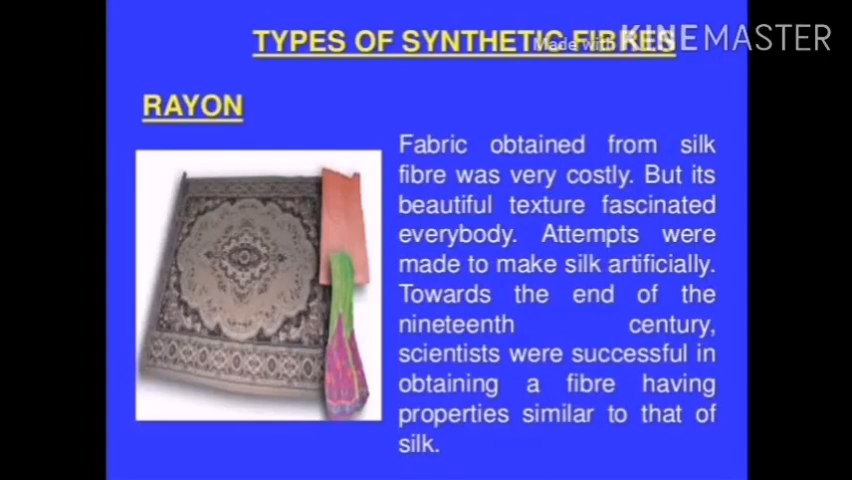 TYPES OF SYNTHETIC FIBRES
Made with KINEMASTER
RAYON
Fabric obtained from silk
fibre was very costly. But its
beautiful texture fascinated
everybody. Attempts were
made to make silk artificially.
Towards the end of the
nineteenth century,
scientists were successful in
obtaining a fibre having
properties similar to that of
silk.